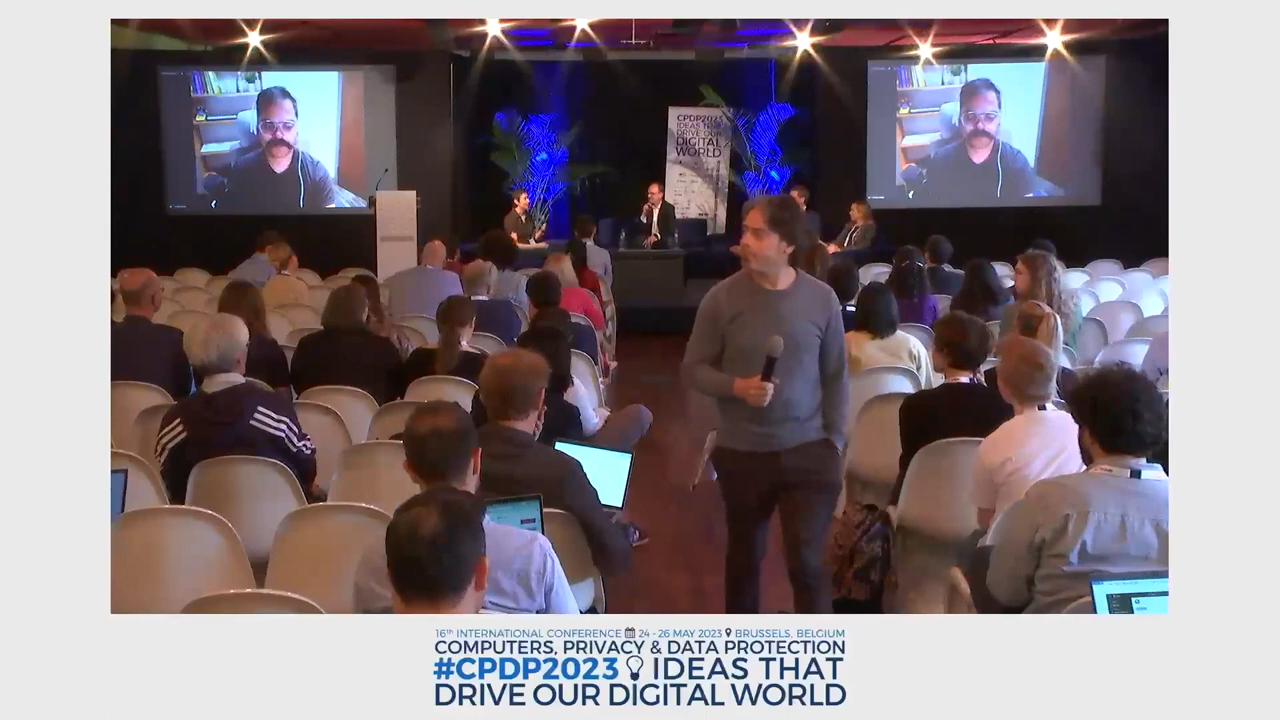 CPDP2023
IDEAS THAT
DRIVE OUR
DIGITAL
WORLD
16th INTERNATIONAL CONFERENCE 24 - 26 MAY 2023 BRUSSELS, BELGIUM
COMPUTERS, PRIVACY & DATA PROTECTION
#CPDP2023 IDEAS THAT
DRIVE OUR DIGITAL WORLD